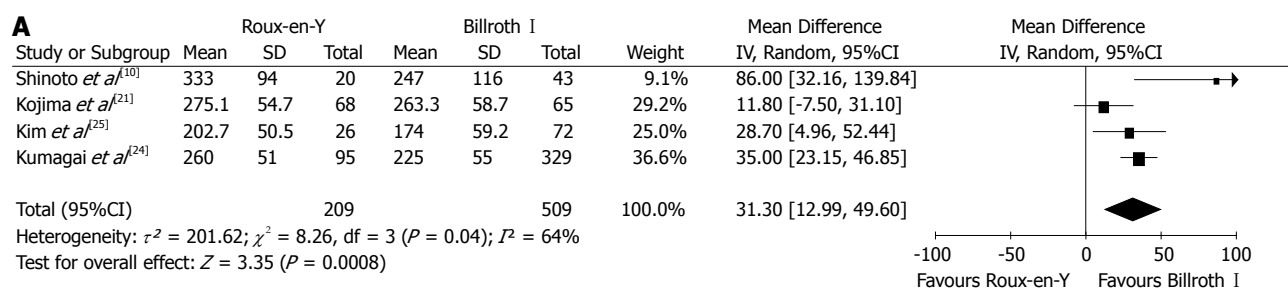 A
Roux-en-Y Billroth Ⅰ Mean Difference Mean Difference
Study or Subgroup Mean SD Total Mean SD Total Weight IV, Random, 95%CI IV, Random, 95%CI
Shinoto et al[10] 333 94 20 247 116 43 9.1% 86.00 [32.16, 139.84]
Kojima et al[21] 275.1 54.7 68 263.3 58.7 65 29.2% 11.80 [-7.50, 31.10]
Kim et al[25] 202.7 50.5 26 174 59.2 72 25.0% 28.70 [4.96, 52.44]
Kumagai et al[24] 260 51 95 225 55 329 36.6% 35.00 [23.15, 46.85]
Total (95%CI) 209 509 100.0% 31.30 [12.99, 49.60]
Heterogeneity: τ² = 201.62; χ² = 8.26, df = 3 (P = 0.04); I² = 64%
Test for overall effect: Z = 3.35 (P = 0.0008)
-100 -50 0 50 100
Favours Roux-en-Y Favours Billroth Ⅰ